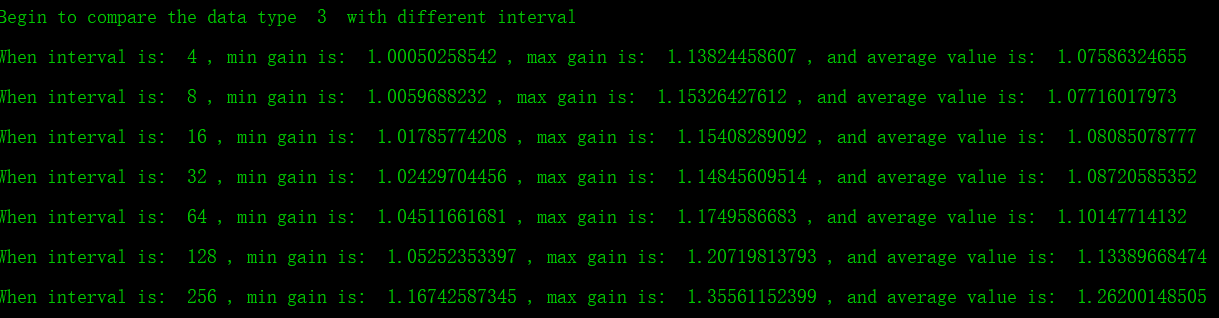 Begin to compare the data type 3 with different interval
When interval is: 4 , min gain is: 1.00050258542 , max gain is: 1.13824458607 , and average value is: 1.07586324655
When interval is: 8 , min gain is: 1.0059688232 , max gain is: 1.15326427612 , and average value is: 1.07716017973
When interval is: 16 , min gain is: 1.01785774208 , max gain is: 1.15408289092 , and average value is: 1.08085078777
When interval is: 32 , min gain is: 1.02429704456 , max gain is: 1.14845609514 , and average value is: 1.08720585352
When interval is: 64 , min gain is: 1.04511661681 , max gain is: 1.1749586683 , and average value is: 1.10147714132
When interval is: 128 , min gain is: 1.05252353397 , max gain is: 1.20719813793 , and average value is: 1.13389668474
When interval is: 256 , min gain is: 1.16742587345 , max gain is: 1.35561152399 , and average value is: 1.26200148505